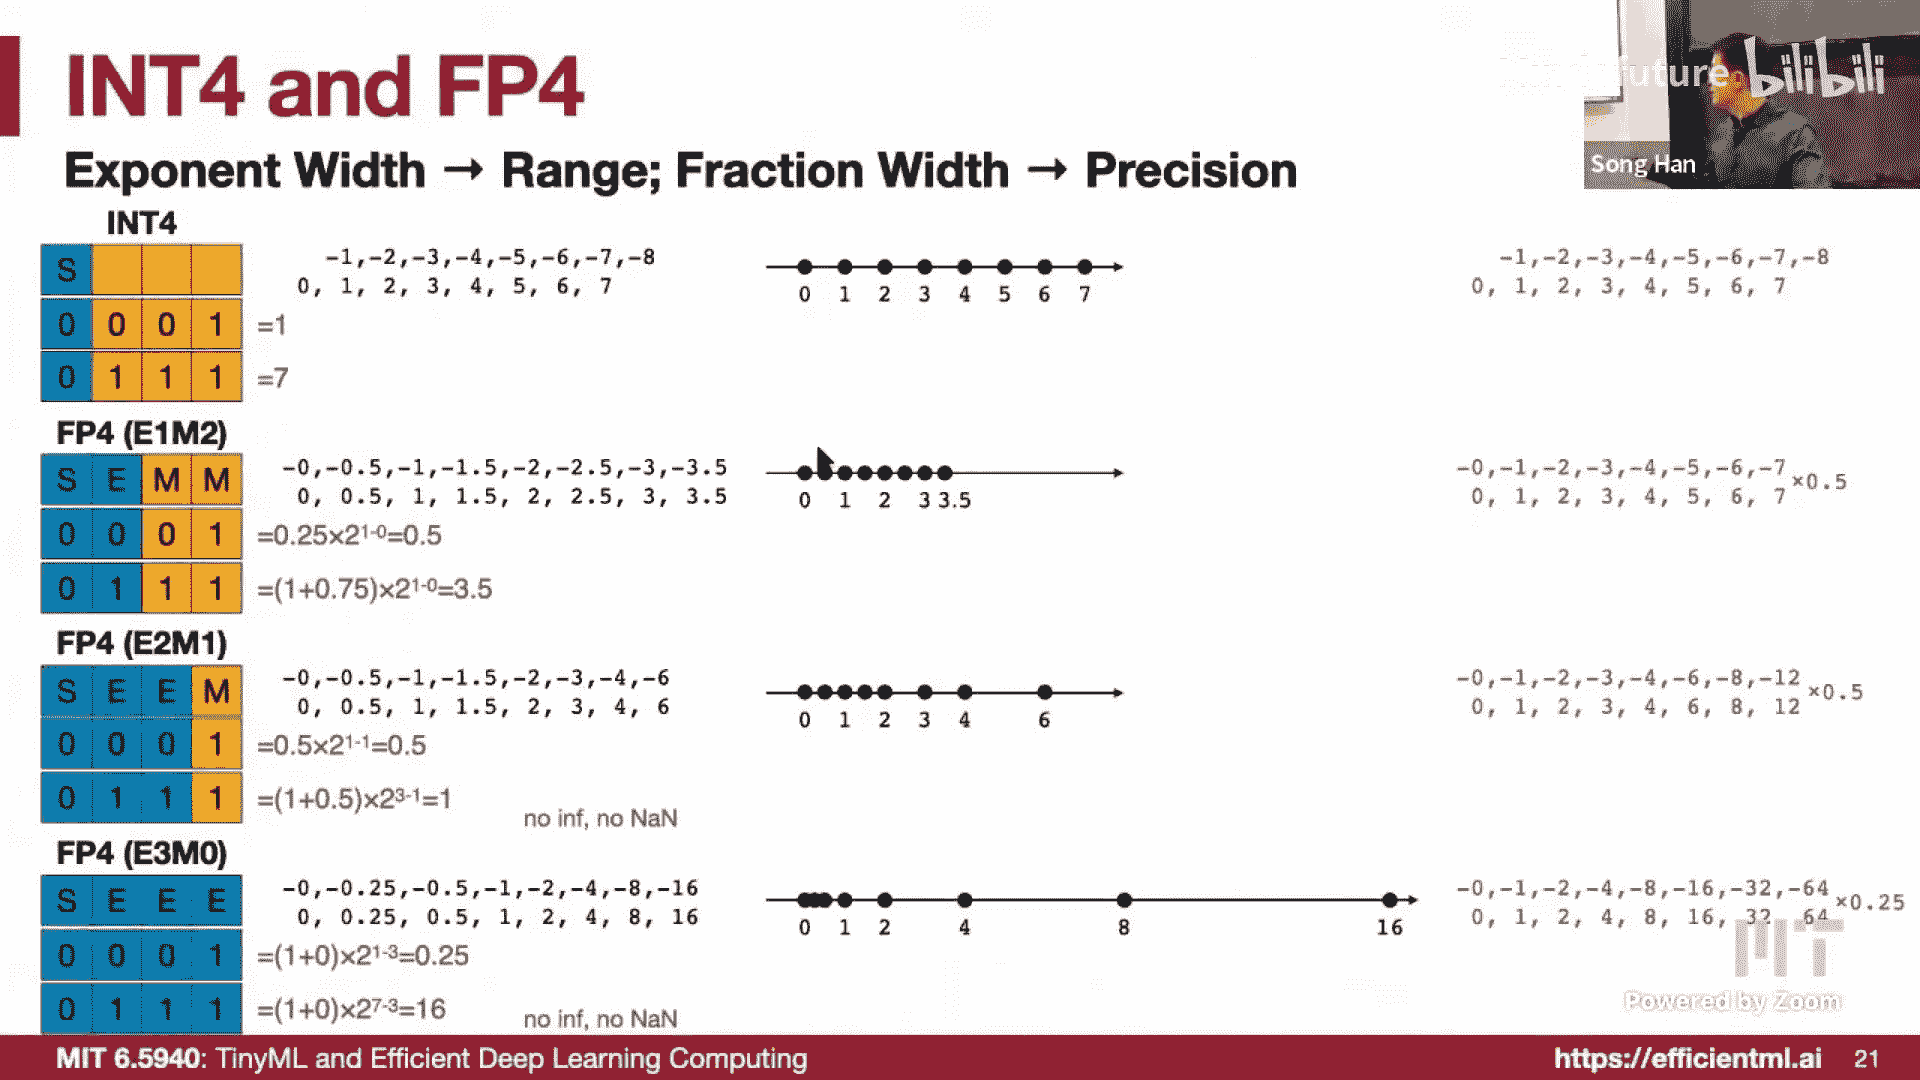 INT4 and FP4
future
bilibili
Song Han
Exponent Width → Range; Fraction Width → Precision
INT4
S
0 0 0 1 =1
0 1 1 1 =7
-1,-2,-3,-4,-5,-6,-7,-8
0, 1, 2, 3, 4, 5, 6, 7
0 1 2 3 4 5 6 7
-1,-2,-3,-4,-5,-6,-7,-8
0, 1, 2, 3, 4, 5, 6, 7
FP4 (E1M2)
S E M M
0 0 0 1 =0.25×2¹⁻⁰=0.5
0 1 1 1 =(1+0.75)×2¹⁻⁰=3.5
-0,-0.5,-1,-1.5,-2,-2.5,-3,-3.5
0, 0.5, 1, 1.5, 2, 2.5, 3, 3.5
0 1 2 3 3.5
-0,-1,-2,-3,-4,-5,-6,-7
0, 1, 2, 3, 4, 5, 6, 7
×0.5
FP4 (E2M1)
S E E M
0 0 0 1 =0.5×2¹⁻¹=0.5
0 1 1 1 =(1+0.5)×2³⁻¹=1
no inf, no NaN
-0,-0.5,-1,-1.5,-2,-3,-4,-6
0, 0.5, 1, 1.5, 2, 3, 4, 6
0 1 2 3 4 6
-0,-1,-2,-3,-4,-6,-8,-12
0, 1, 2, 3, 4, 6, 8, 12
×0.5
FP4 (E3M0)
S E E E
0 0 0 1 =(1+0)×2¹⁻³=0.25
0 1 1 1 =(1+0)×2⁷⁻³=16
no inf, no NaN
-0,-0.25,-0.5,-1,-2,-4,-8,-16
0, 0.25, 0.5, 1, 2, 4, 8, 16
0 1 2 4 8 16
-0,-1,-2,-4,-8,-16,-32,-64
0, 1, 2, 4, 8, 16, 32, 64
×0.25
MIT
Powered by Zoom
MIT 6.5940: TinyML and Efficient Deep Learning Computing
https://efficientml.ai
21